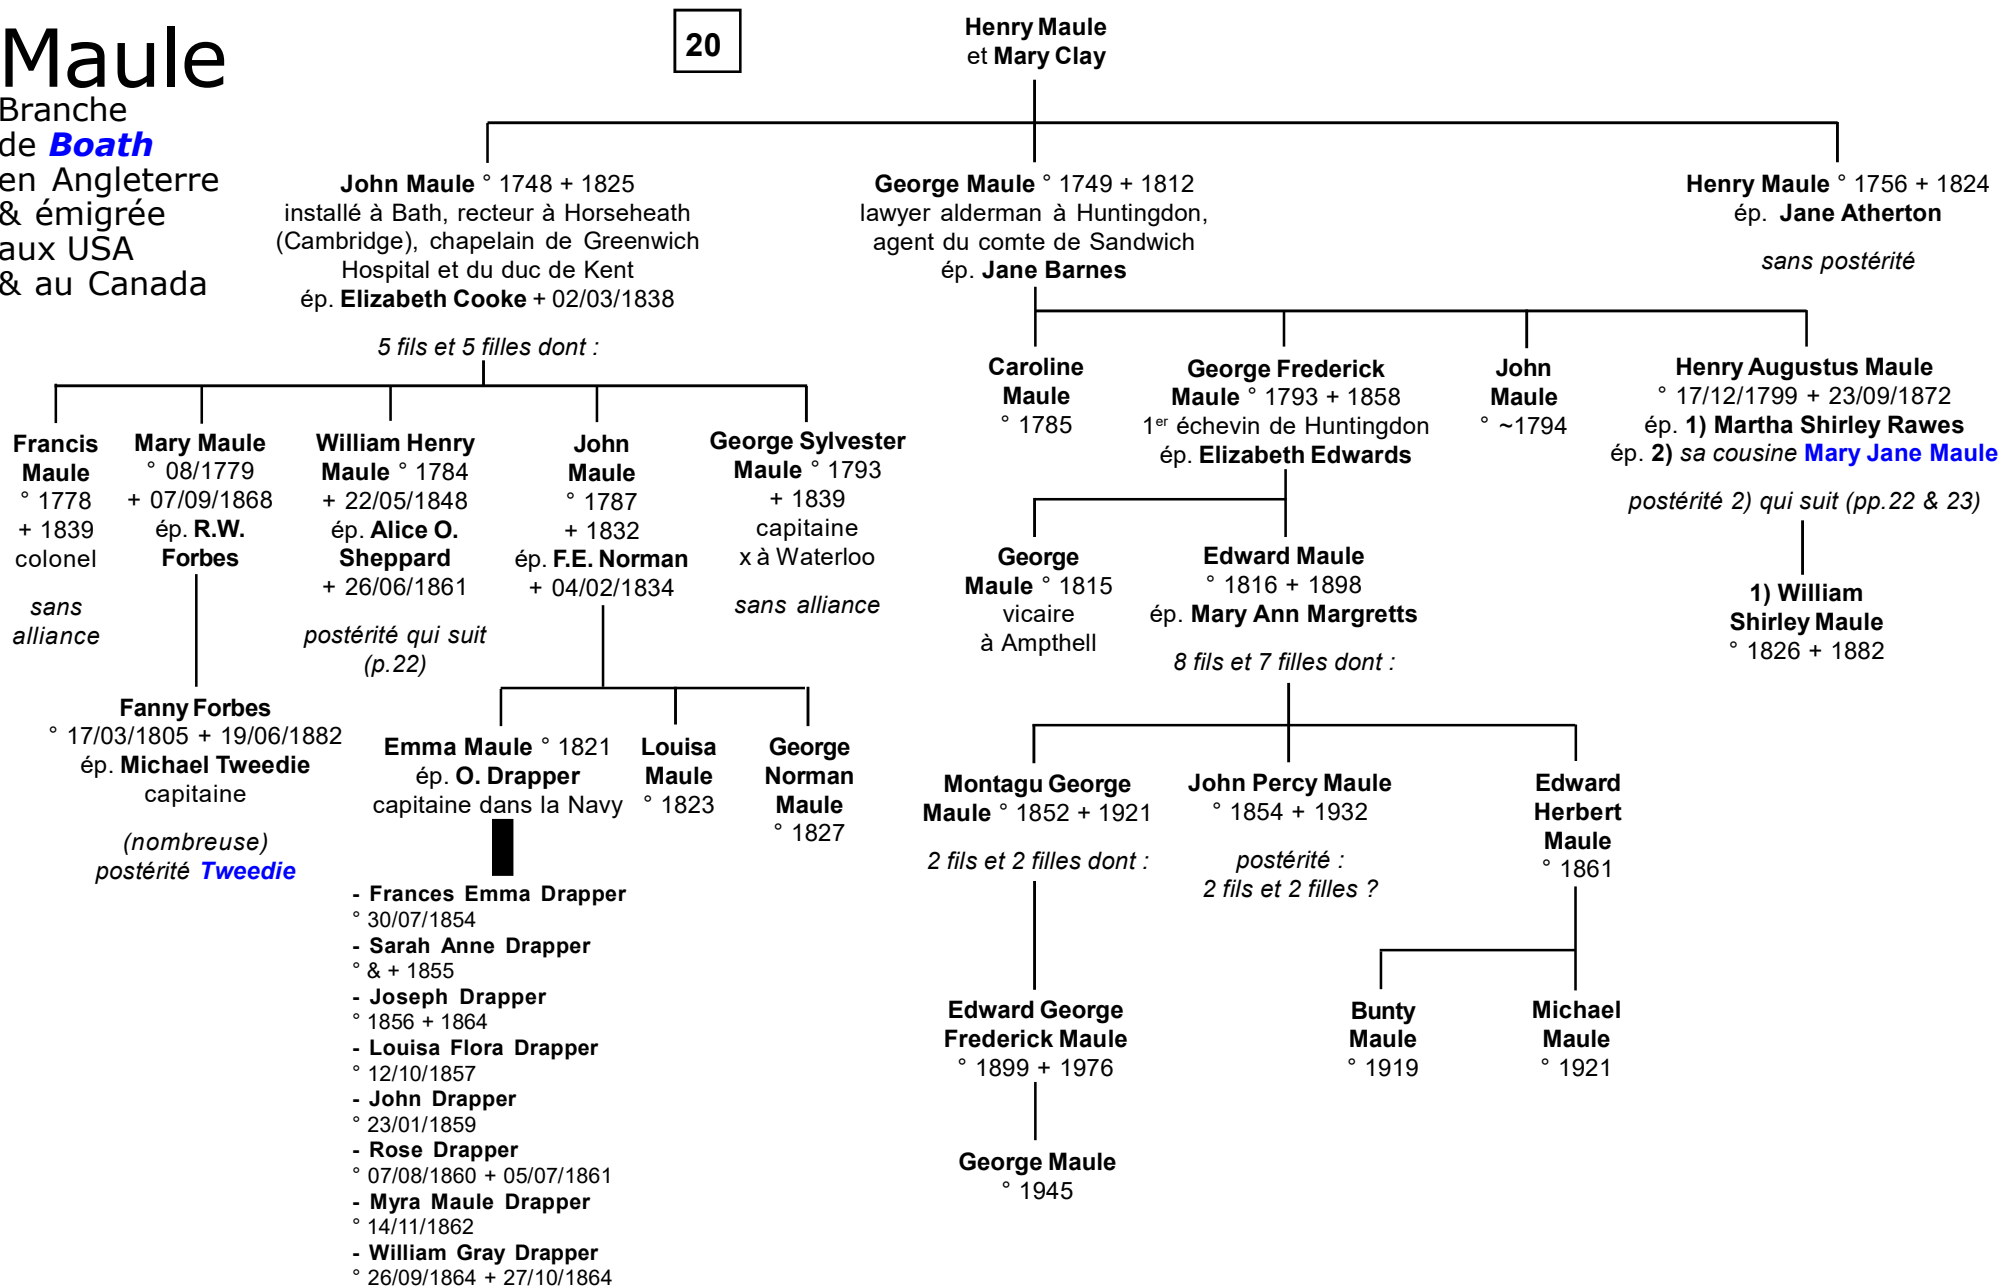 Maule
Branche
de Boath
en Angleterre
& émigrée
aux USA
& au Canada
20
Henry Maule
et Mary Clay
John Maule ° 1748 + 1825
installé à Bath, recteur à Horseheath
(Cambridge), chapelain de Greenwich
Hospital et du duc de Kent
ép. Elizabeth Cooke + 02/03/1838
5 fils et 5 filles dont :
George Maule ° 1749 + 1812
lawyer alderman à Huntingdon,
agent du comte de Sandwich
ép. Jane Barnes
Henry Maule ° 1756 + 1824
ép. Jane Atherton
sans postérité
Francis
Maule
° 1778
+ 1839
colonel
sans
alliance
Mary Maule
° 08/1779
+ 07/09/1868
ép. R.W.
Forbes
William Henry
Maule ° 1784
+ 22/05/1848
ép. Alice O.
Sheppard
+ 26/06/1861
postérité qui suit
(p.22)
John
Maule
° 1787
+ 1832
ép. F.E. Norman
+ 04/02/1834
George Sylvester
Maule ° 1793
+ 1839
capitaine
x à Waterloo
sans alliance
Caroline
Maule
° 1785
George Frederick
Maule ° 1793 + 1858
1er échevin de Huntingdon
ép. Elizabeth Edwards
John
Maule
° ~1794
Henry Augustus Maule
° 17/12/1799 + 23/09/1872
ép. 1) Martha Shirley Rawes
ép. 2) sa cousine Mary Jane Maule
postérité 2) qui suit (pp.22 & 23)
George
Maule ° 1815
vicaire
à Ampthell
Edward Maule
° 1816 + 1898
ép. Mary Ann Margretts
8 fils et 7 filles dont :
1) William
Shirley Maule
° 1826 + 1882
Fanny Forbes
° 17/03/1805 + 19/06/1882
ép. Michael Tweedie
capitaine
(nombreuse)
postérité Tweedie
Emma Maule ° 1821
ép. O. Drapper
capitaine dans la Navy
Louisa
Maule
° 1823
George
Norman
Maule
° 1827
Montagu George
Maule ° 1852 + 1921
2 fils et 2 filles dont :
John Percy Maule
° 1854 + 1932
postérité :
2 fils et 2 filles ?
Edward
Herbert
Maule
° 1861
- Frances Emma Drapper
° 30/07/1854
- Sarah Anne Drapper
° & + 1855
- Joseph Drapper
° 1856 + 1864
- Louisa Flora Drapper
° 12/10/1857
- John Drapper
° 23/01/1859
- Rose Drapper
° 07/08/1860 + 05/07/1861
- Myra Maule Drapper
° 14/11/1862
- William Gray Drapper
° 26/09/1864 + 27/10/1864
Edward George
Frederick Maule
° 1899 + 1976
Bunty
Maule
° 1919
Michael
Maule
° 1921
George Maule
° 1945